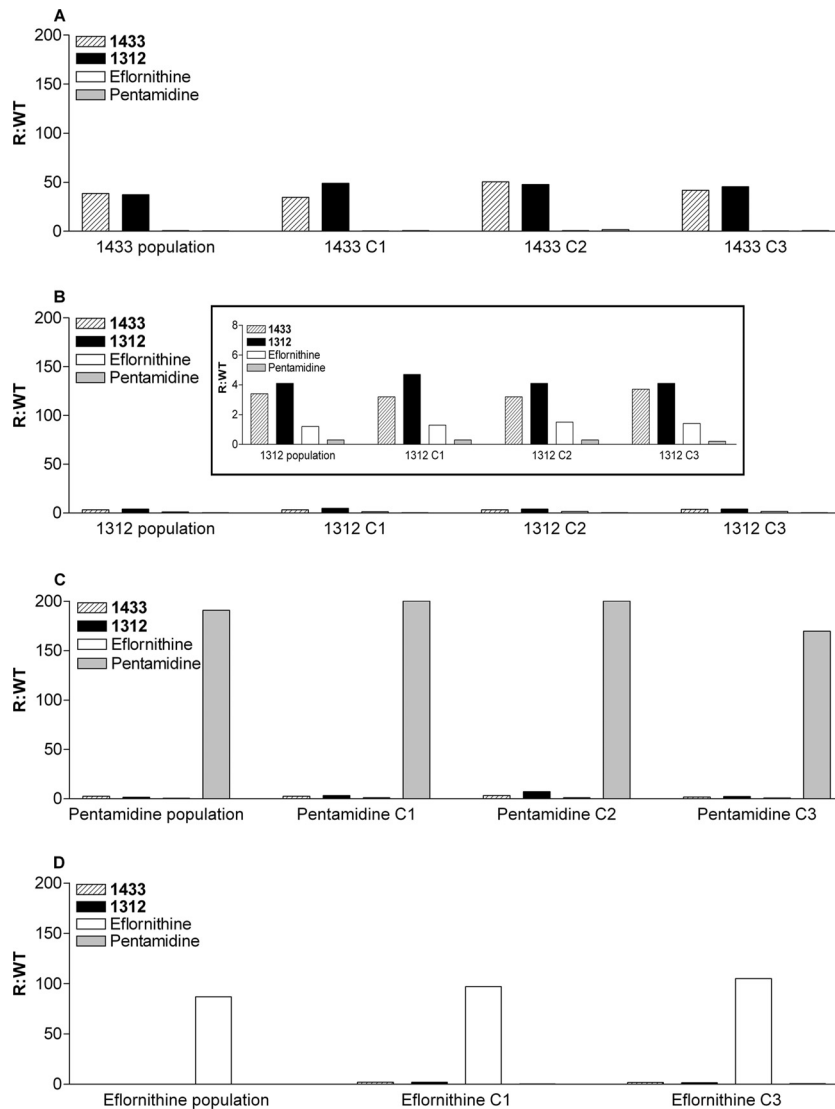 A
200
150
100
50
0
R:WT
1433
1312
Eflornithine
Pentamidine
1433 population 1433 C1 1433 C2 1433 C3
B
200
150
100
50
0
R:WT
1433
1312
Eflornithine
Pentamidine
8
6
4
2
0
R:WT
1433
1312
Eflornithine
Pentamidine
1312 population 1312 C1 1312 C2 1312 C3
1312 population 1312 C1 1312 C2 1312 C3
C
200
150
100
50
0
R:WT
1433
1312
Eflornithine
Pentamidine
Pentamidine population Pentamidine C1 Pentamidine C2 Pentamidine C3
D
200
150
100
50
0
R:WT
1433
1312
Eflornithine
Pentamidine
Eflornithine population Eflornithine C1 Eflornithine C3